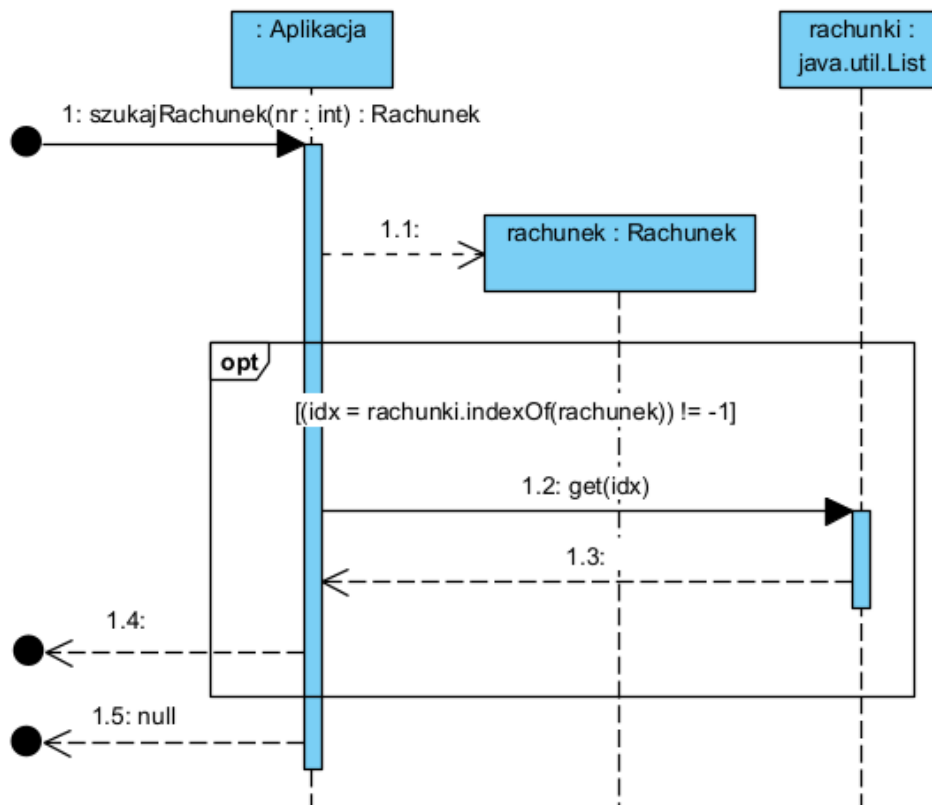 : Aplikacja
rachunki :
java.util.List
1: szukajRachunek(nr : int) : Rachunek
1.1:
rachunek : Rachunek
opt
[(idx = rachunki.indexOf(rachunek)) != -1]
1.2: get(idx)
1.3:
1.4:
1.5: null